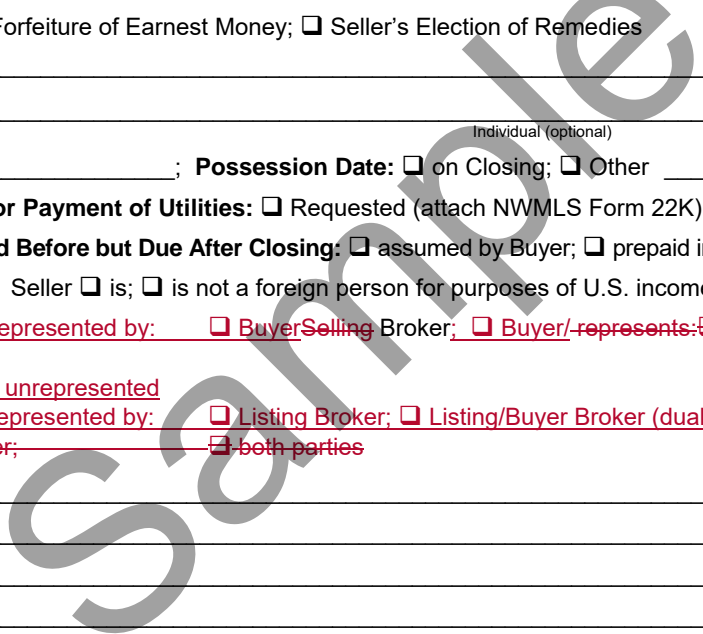 Forfeiture of Earnest Money; ❑ Seller's Election of Remedies
Individual (optional)
; Possession Date: ❑ on Closing; ❑ Other
or Payment of Utilities: ❑ Requested (attach NWMLS Form 22K)
d Before but Due After Closing: ❑ assumed by Buyer; ❑ prepaid i
Seller ❑ is; ❑ is not a foreign person for purposes of U.S. incom
epresented by: ❑ BuyerSelling Broker; ❑ Buyer/ represents:
unrepresented
epresented by: ❑ Listing Broker; ❑ Listing/Buyer Broker (dual
er; ❑ both parties
Sample